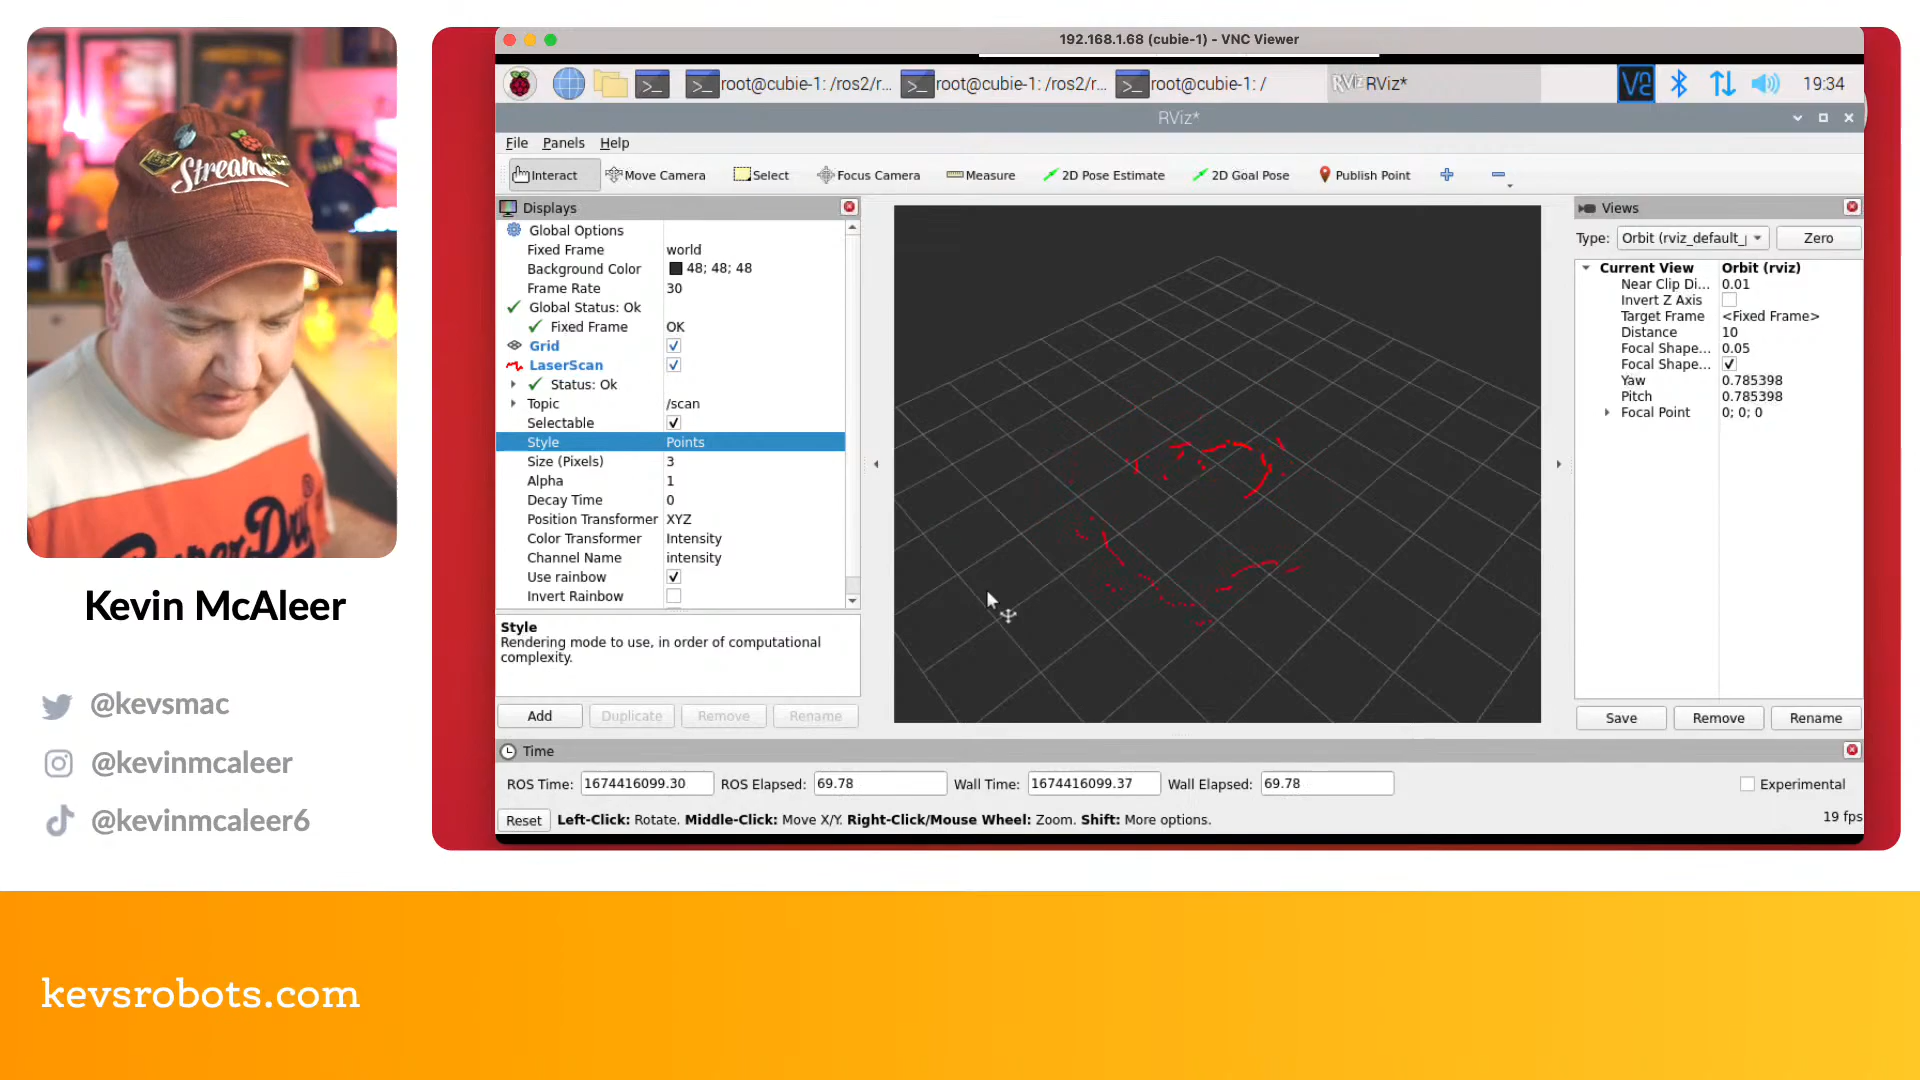 192.168.1.68 (cubie-1) - VNC Viewer
root@cubie-1: /ros2/r...
root@cubie-1: /ros2/r...
root@cubie-1: /
RViz*
19:34
RViz*
File Panels Help
Interact Move Camera Select Focus Camera Measure 2D Pose Estimate 2D Goal Pose Publish Point
Displays
Global Options
Fixed Frame world
Background Color 48; 48; 48
Frame Rate 30
Global Status: Ok
Fixed Frame OK
Grid
LaserScan
Status: Ok
Topic /scan
Selectable
Style Points
Size (Pixels) 3
Alpha 1
Decay Time 0
Position Transformer XYZ
Color Transformer Intensity
Channel Name intensity
Use rainbow
Invert Rainbow
Style
Rendering mode to use, in order of computational
complexity.
Add Duplicate Remove Rename
Views
Type: Orbit (rviz_default_ Zero
Current View Orbit (rviz)
Near Clip Di... 0.01
Invert Z Axis
Target Frame <Fixed Frame>
Distance 10
Focal Shape... 0.05
Focal Shape...
Yaw 0.785398
Pitch 0.785398
Focal Point 0; 0; 0
Save Remove Rename
Time
ROS Time: 1674416099.30 ROS Elapsed: 69.78 Wall Time: 1674416099.37 Wall Elapsed: 69.78 Experimental
Reset Left-Click: Rotate. Middle-Click: Move X/Y. Right-Click/Mouse Wheel: Zoom. Shift: More options. 19 fps
Kevin McAleer
@kevsmac
@kevinmcaleer
@kevinmcaleer6
kevsrobots.com